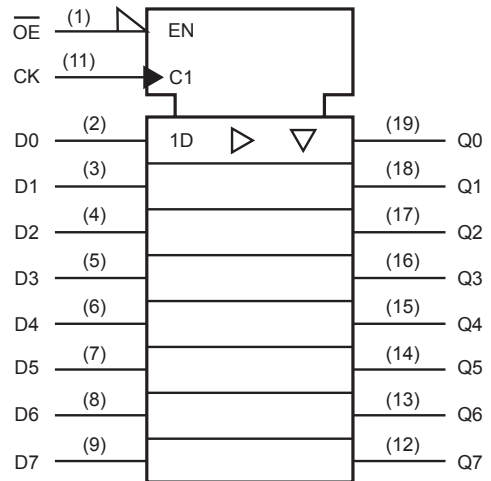 OE (1) EN
CK (11) C1
D0 (2) 1D (19) Q0
D1 (3) (18) Q1
D2 (4) (17) Q2
D3 (5) (16) Q3
D4 (6) (15) Q4
D5 (7) (14) Q5
D6 (8) (13) Q6
D7 (9) (12) Q7